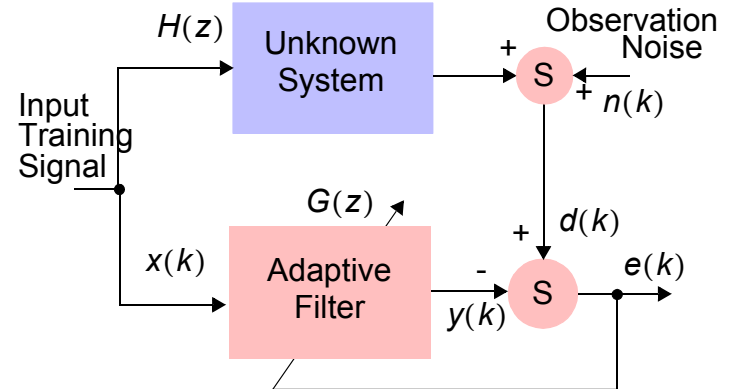 H(z)
Unknown
System
+
S
Observation
Noise
+
n(k)
Input
Training
Signal
G(z)
x(k)
Adaptive
Filter
-
y(k)
+
d(k)
S
e(k)